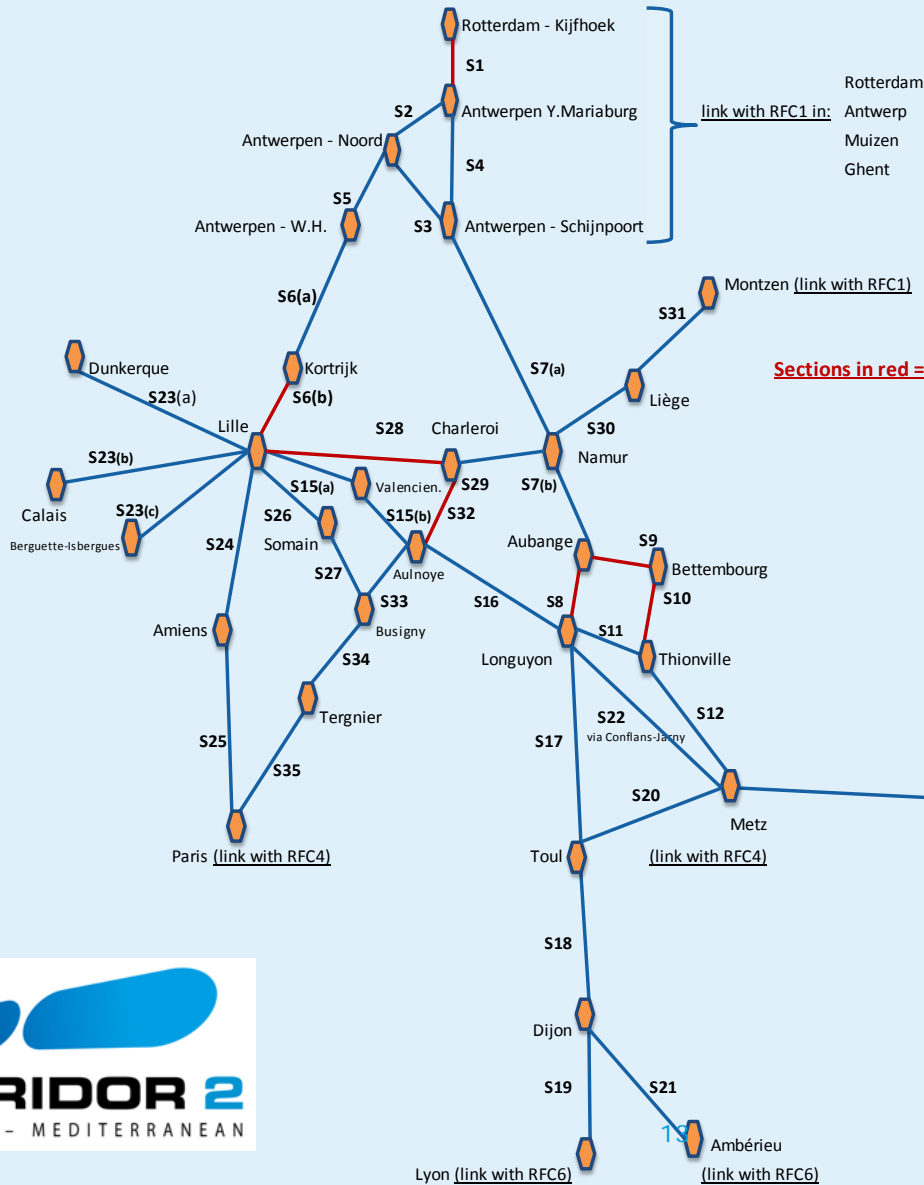 Rotterdam - Kijfhoek
S1
Rotterdam
S2
Antwerpen Y.Mariaburg
link with RFC1 in:
Antwerp
Antwerpen - Noord
Muizen
S4
Ghent
S5
Antwerpen - W.H.
S3
Antwerpen - Schijnpoort
Montzen (link with RFC1)
S6(a)
S31
Dunkerque
Kortrijk
S7(a)
Sections in red =
S23(a)
S6(b)
Liège
Lille
S28
Charleroi
S30
S23(b)
Namur
S15(a)
Valencien.
S29
S7(b)
Calais
S23(c)
S26
S15(b)
S32
Berguette-Isbergues
S24
Somain
Aubange
S9
Bettembourg
S27
Aulnoye
S10
S33
S16
S8
Amiens
Busigny
S11
Longuyon
Thionville
S34
Tergnier
S22
S12
S25
S17
via Conflans-Jarny
S35
S20
Metz
Paris (link with RFC4)
Toul
(link with RFC4)
S18
Dijon
S19
S21
RIDOR 2
– MEDITERRANEAN
Ambérieu
Lyon (link with RFC6)
(link with RFC6)